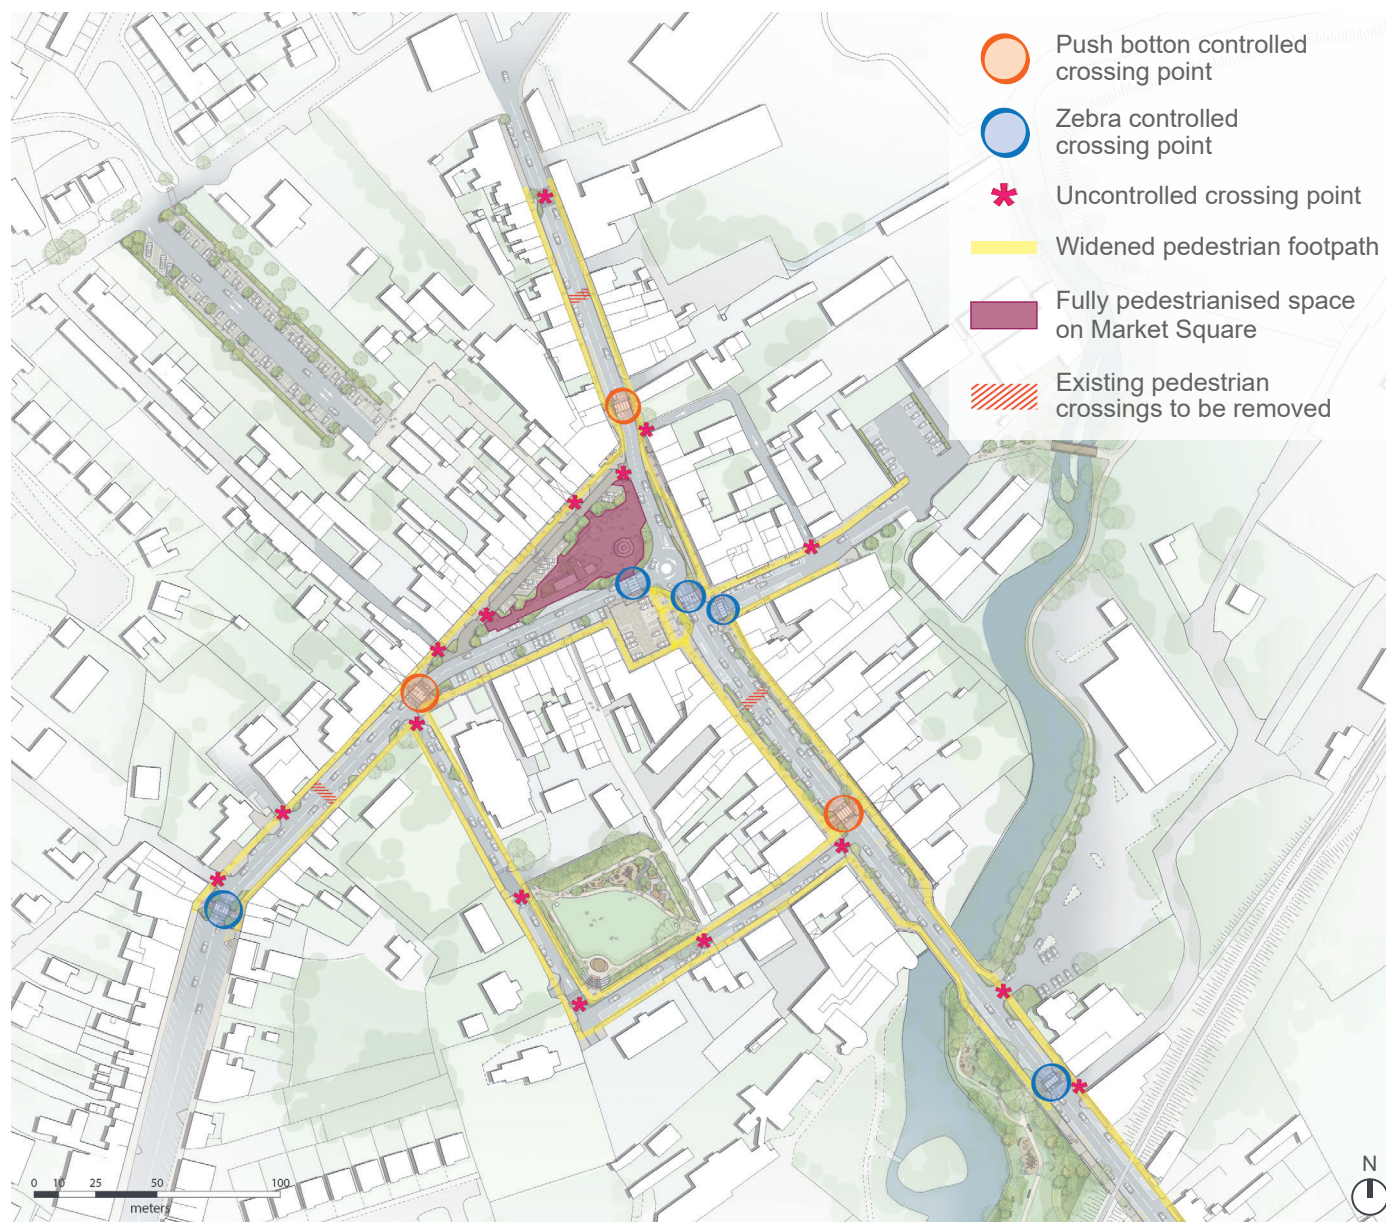 Push botton controlled
crossing point
Zebra controlled
crossing point
Uncontrolled crossing point
Widened pedestrian footpath
Fully pedestrianised space
on Market Square
Existing pedestrian
crossings to be removed
N
0 10 25 50 100
meters